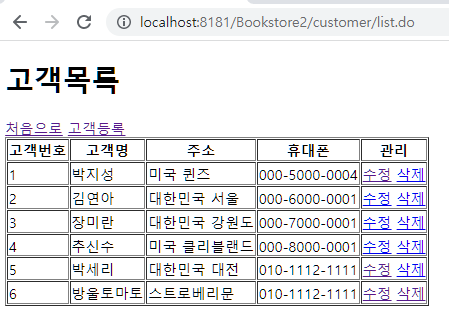 localhost:8181/Bookstore2/customer/list.do
고객목록
처음으로 고객등록
고객번호 고객명 주소 휴대폰 관리
1 박지성 미국 퀸즈 000-5000-0004 수정 삭제
2 김연아 대한민국 서울 000-6000-0001 수정 삭제
3 장미란 대한민국 강원도 000-7000-0001 수정 삭제
4 추신수 미국 클리블랜드 000-8000-0001 수정 삭제
5 박세리 대한민국 대전 010-1112-1111 수정 삭제
6 방울토마토 스트로베리문 010-1112-1111 수정 삭제